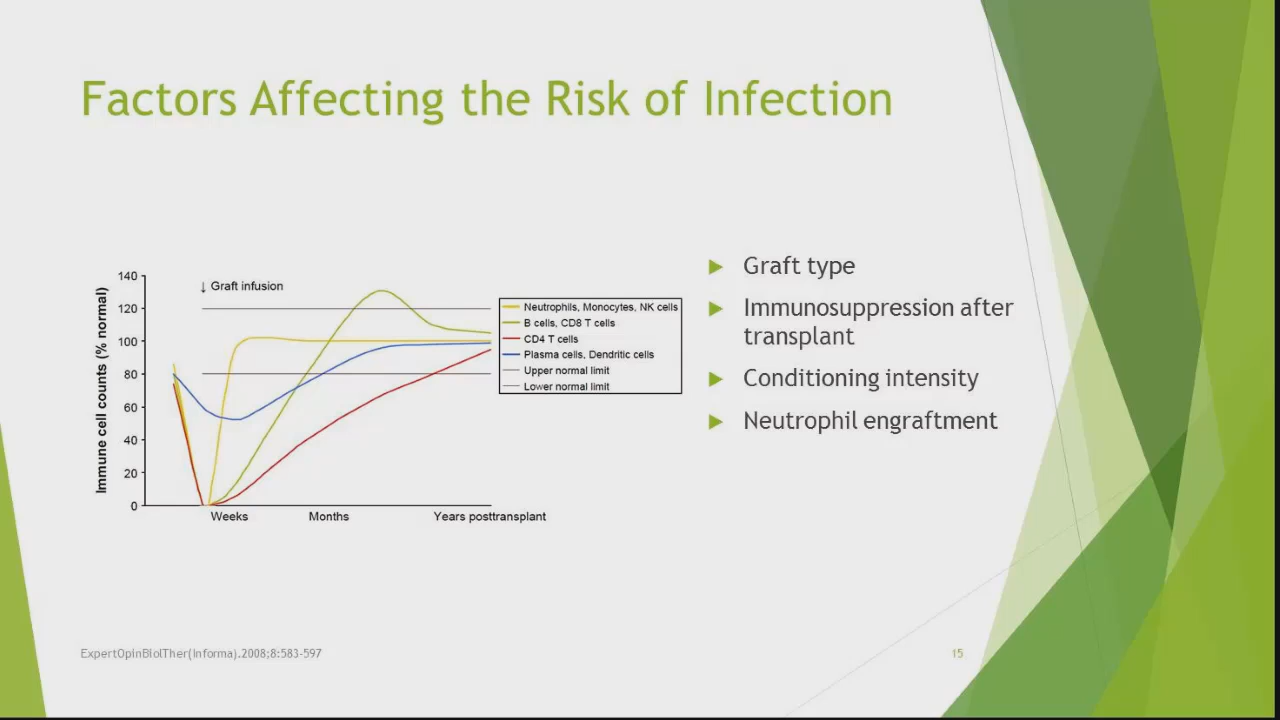 Factors Affecting the Risk of Infection
Immune cell counts (% normal)
140
120
100
80
60
40
20
0
↓ Graft infusion
Weeks
Months
Years posttransplant
Neutrophils, Monocytes, NK cells
B cells, CD8 T cells
CD4 T cells
Plasma cells, Dendritic cells
Upper normal limit
Lower normal limit
Graft type
Immunosuppression after
transplant
Conditioning intensity
Neutrophil engraftment
ExpertOpinBiolTher(Informa).2008;8:583-597
15